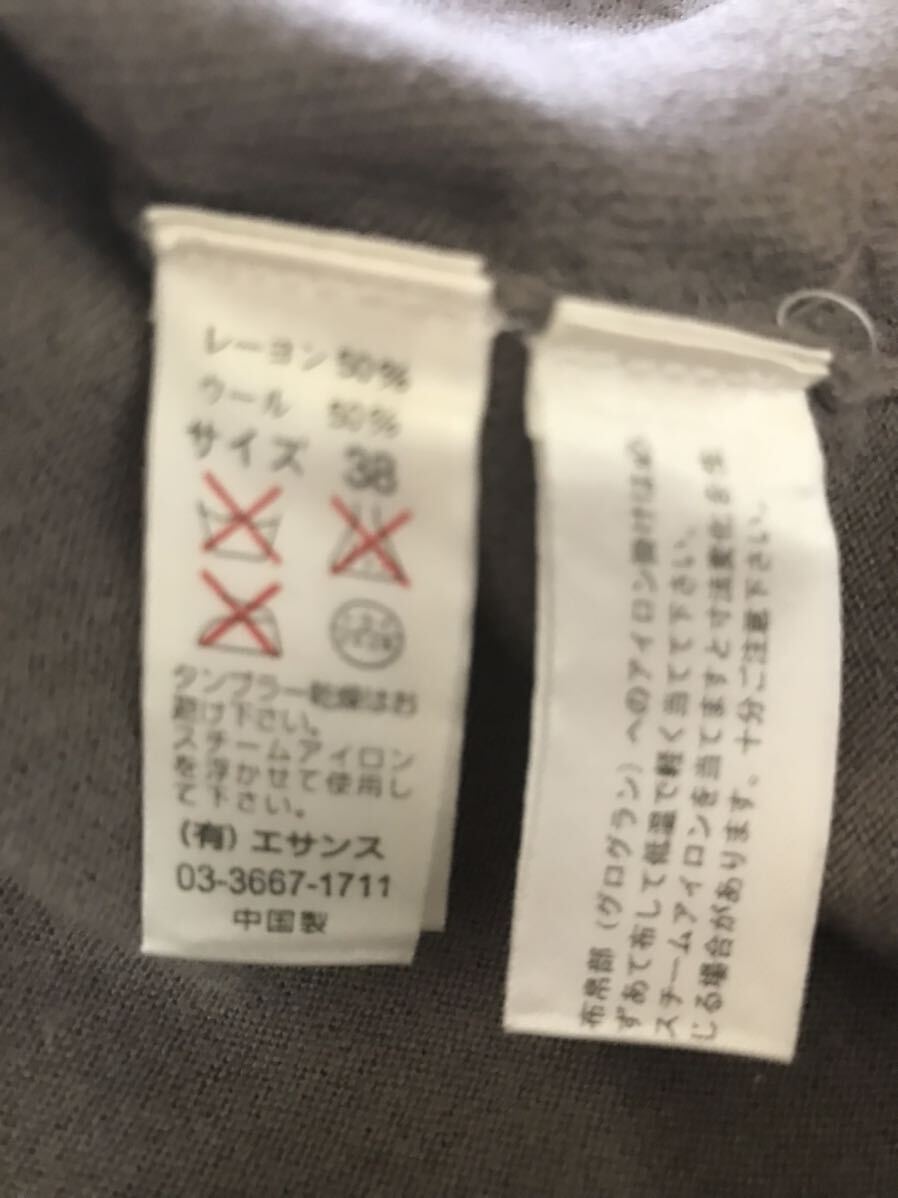 レーヨン 50%
ウール 50%
サイズ 38
タンブラー乾燥はお
避け下さい。
スチームアイロン
を浮かせて使用し
て下さい。
(有) エサンス
03-3667-1711
中国製
布帛部 (グログラン) へのアイロン掛けは必
ずあて布して低温で軽く当てて下さい。
スチームアイロンを当てますと寸法変化が生
じる場合があります。十分ご注意下さい。